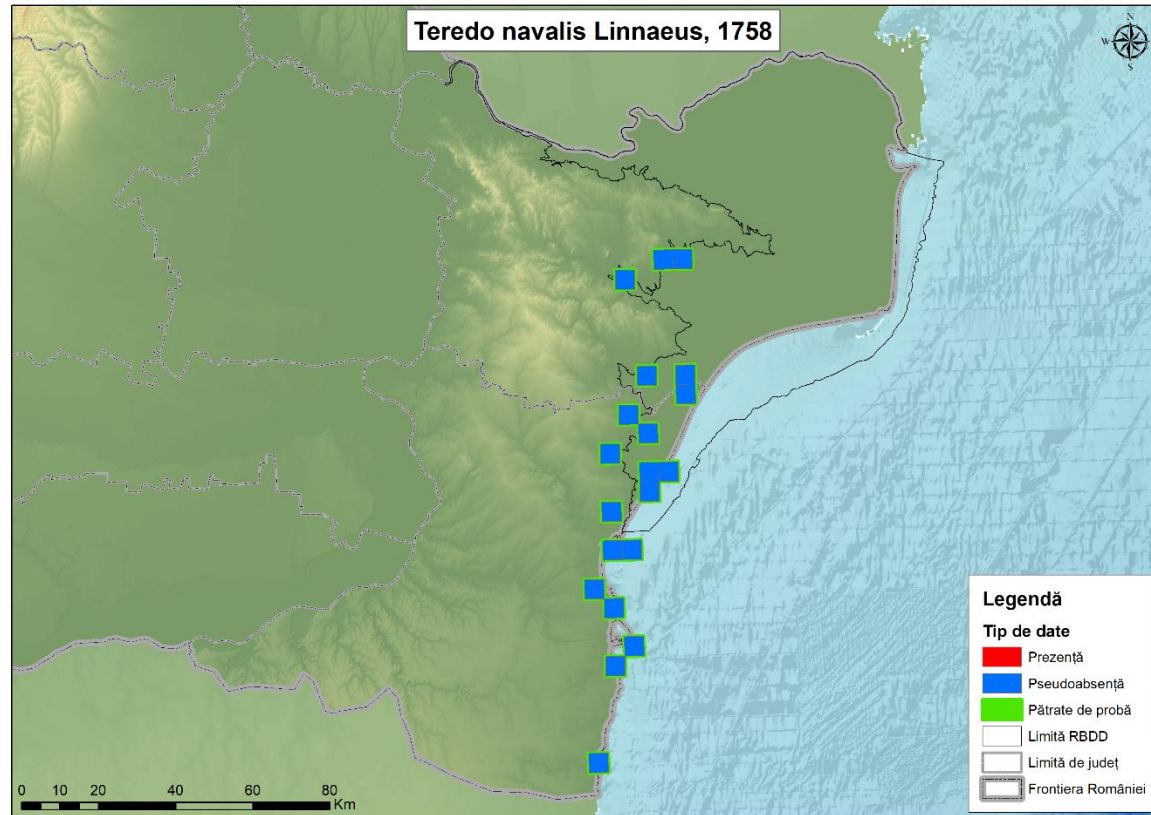 Teredo navalis Linnaeus, 1758
N
W E
S
Legendă
Tip de date
Prezență
Pseudoabsență
Pătrate de probă
Limită RBDD
Limită de județ
Frontiera României
0 5 10 20 40 60 80
Km